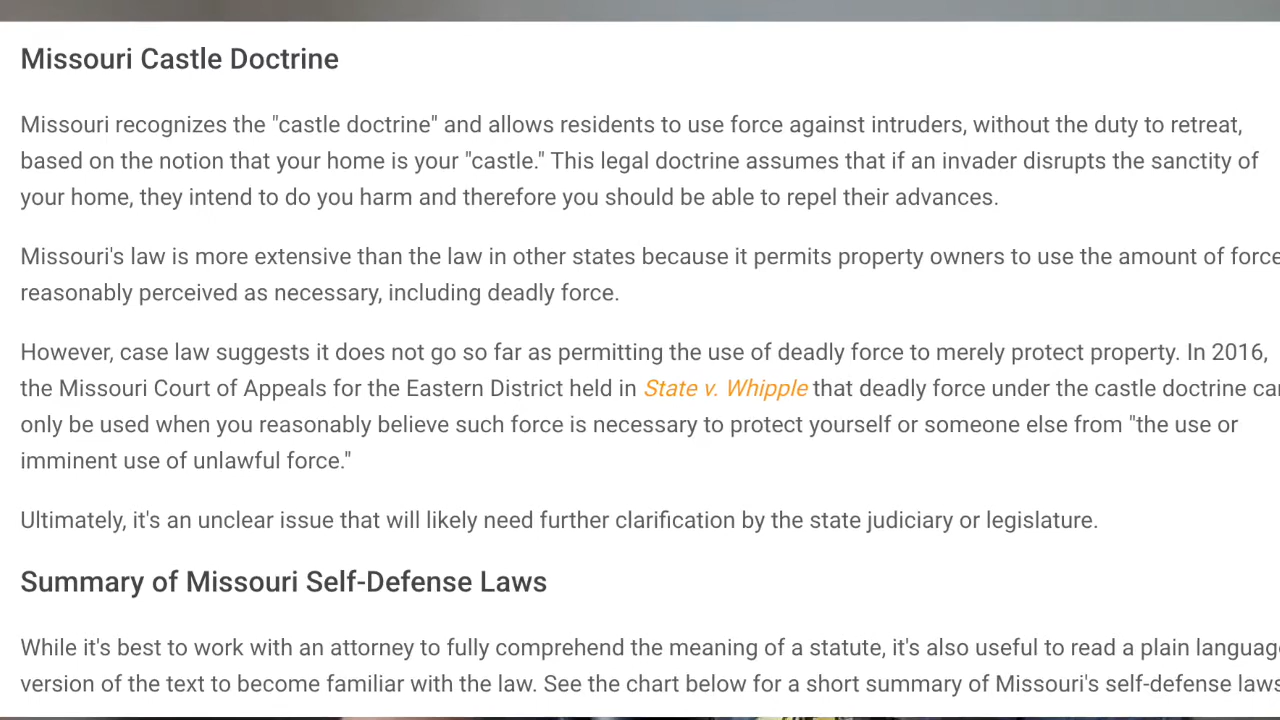 Missouri Castle Doctrine
Missouri recognizes the "castle doctrine" and allows residents to use force against intruders, without the duty to retreat,
based on the notion that your home is your "castle." This legal doctrine assumes that if an invader disrupts the sanctity of
your home, they intend to do you harm and therefore you should be able to repel their advances.
Missouri's law is more extensive than the law in other states because it permits property owners to use the amount of force
reasonably perceived as necessary, including deadly force.
However, case law suggests it does not go so far as permitting the use of deadly force to merely protect property. In 2016,
the Missouri Court of Appeals for the Eastern District held in State v. Whipple that deadly force under the castle doctrine can
only be used when you reasonably believe such force is necessary to protect yourself or someone else from "the use or
imminent use of unlawful force."
Ultimately, it's an unclear issue that will likely need further clarification by the state judiciary or legislature.
Summary of Missouri Self-Defense Laws
While it's best to work with an attorney to fully comprehend the meaning of a statute, it's also useful to read a plain languag
version of the text to become familiar with the law. See the chart below for a short summary of Missouri's self-defense laws